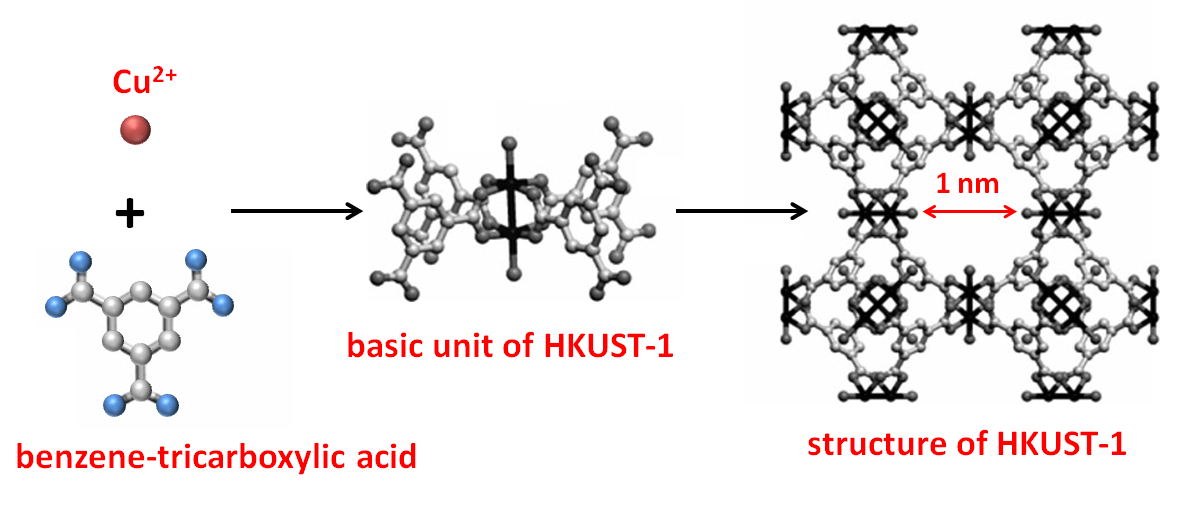 Cu²⁺
+
benzene-tricarboxylic acid
basic unit of HKUST-1
1 nm
structure of HKUST-1